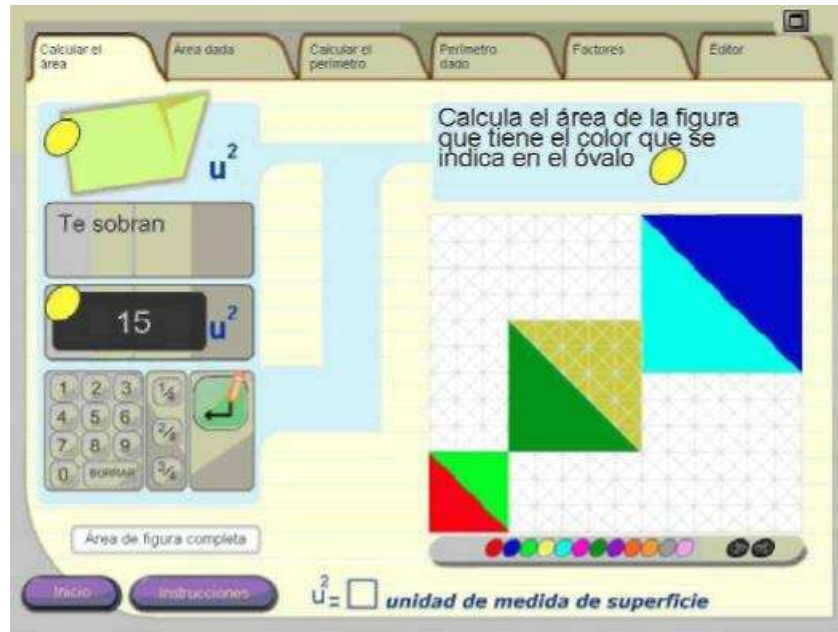 Calcular el
área
Área dada
Calcular el
perímetro
Perímetro
dado
Factores
Editor
u²
Calcula el área de la figura
que tiene el color que se
indica en el óvalo
Te sobran
15 u²
1 2 3
4 5 6
7 8 9
0 BORRAR
Área de figura completa
Inicio
Instrucciones
u² = unidad de medida de superficie